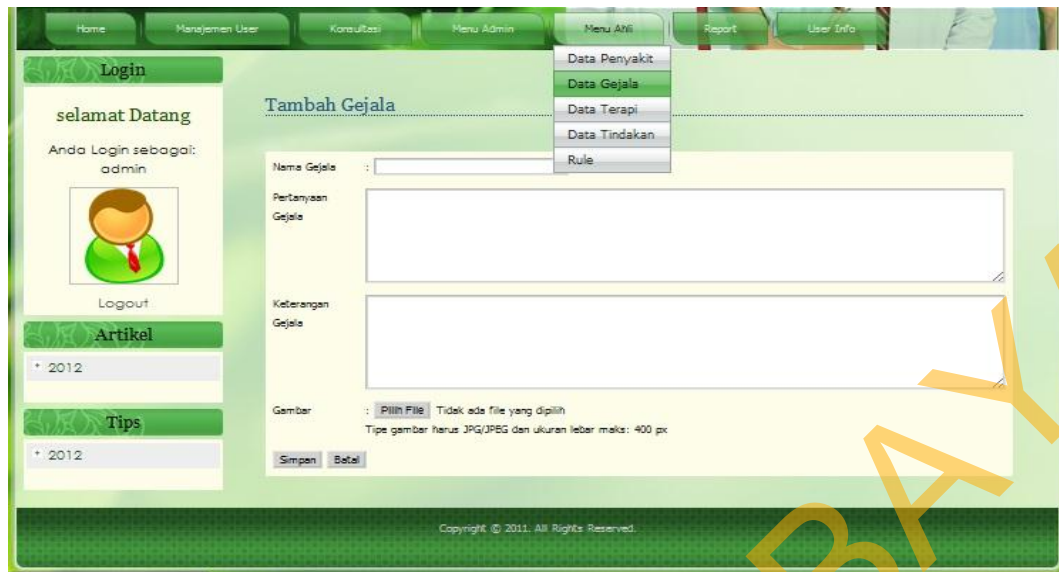 Home Manajemen User Konsultasi Menu Admin Menu Ahli Report User Info
Data Penyakit
Data Gejala
Data Terapi
Data Tindakan
Rule
Login
selamat Datang
Anda Login sebagai:
admin
Logout
Artikel
2012
Tips
2012
Tambah Gejala
Nama Gejala :
Pertanyaan
Gejala
Keterangan
Gejala
Gambar : Pilih File Tidak ada file yang dipilih
Tipe gambar harus JPG/JPEG dan ukuran lebar maks: 400 px
Simpan Batal
Copyright © 2011. All Rights Reserved.
BAY